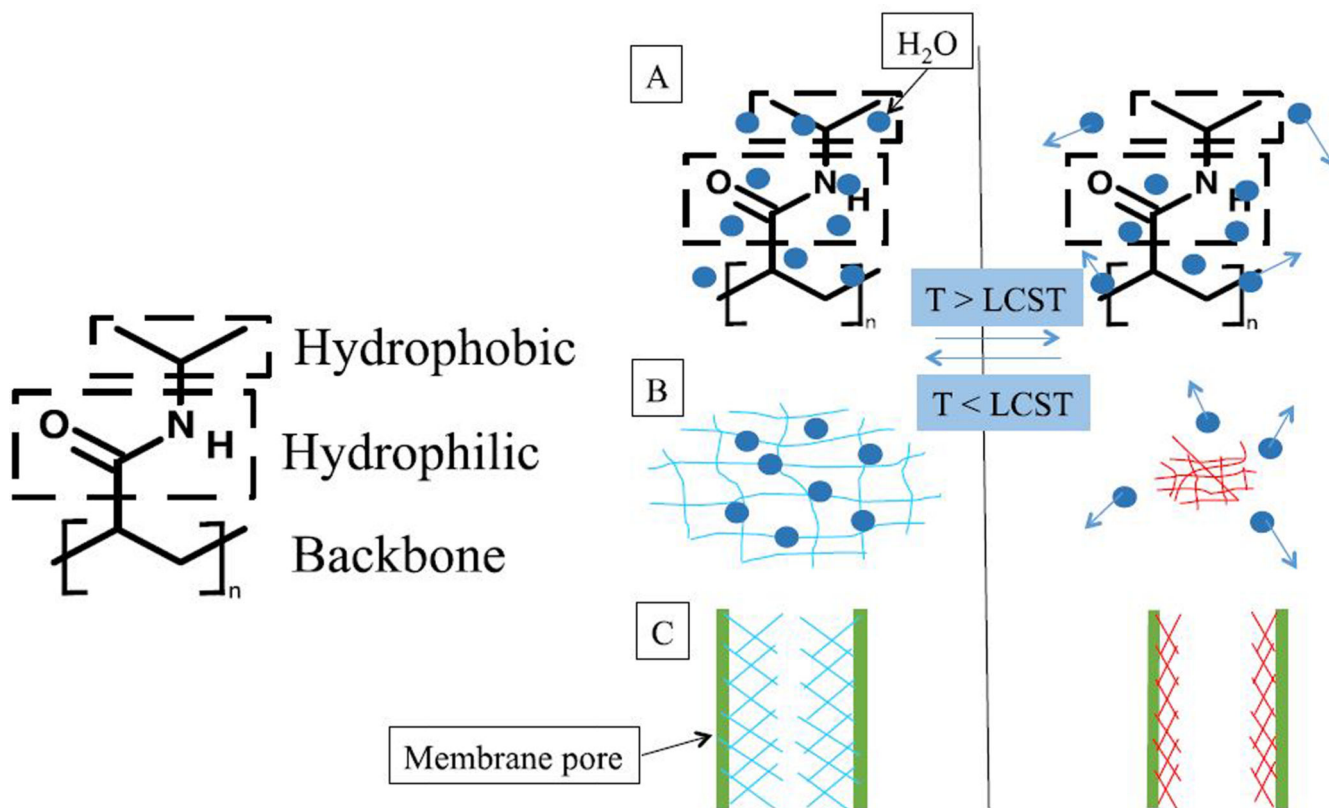 A
H₂O
O
N
H
n
O
N
H
n
T > LCST
T < LCST
O
N
H
n
Hydrophobic
Hydrophilic
Backbone
B
C
Membrane pore